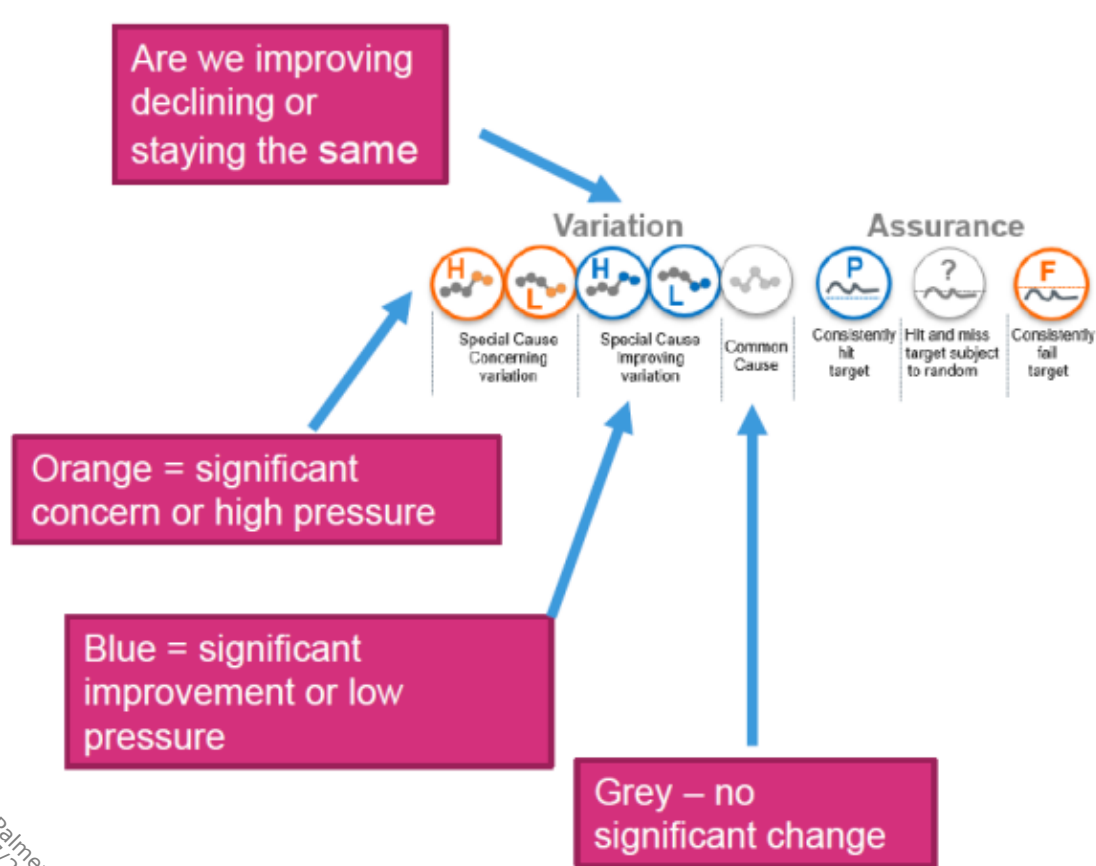 Are we improving
declining or
staying the same
Variation
Assurance
H
L
H
L
P
?
F
Special Cause
Concerning
variation
Special Cause
Improving
variation
Common
Cause
Consistently
hit
target
Hit and miss
target subject
to random
Consistently
fail
target
Orange = significant
concern or high pressure
Blue = significant
improvement or low
pressure
Grey – no
significant change